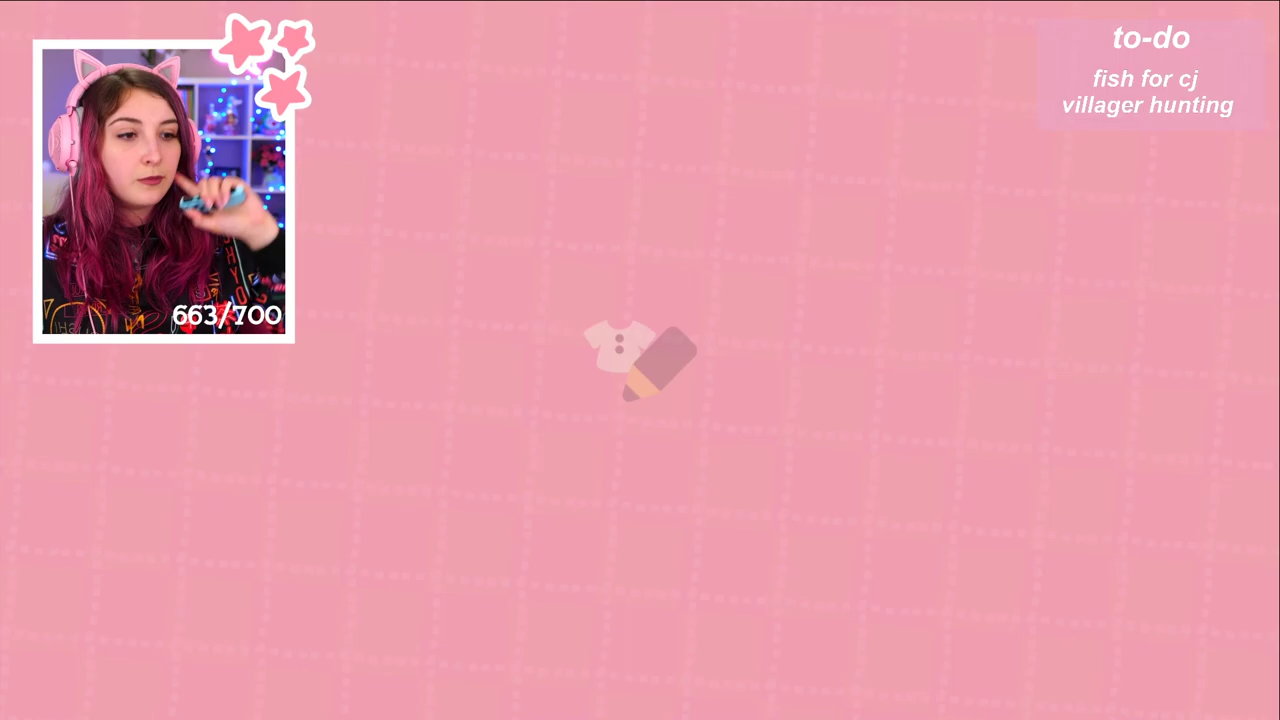 to-do
fish for cj
villager hunting
663/700